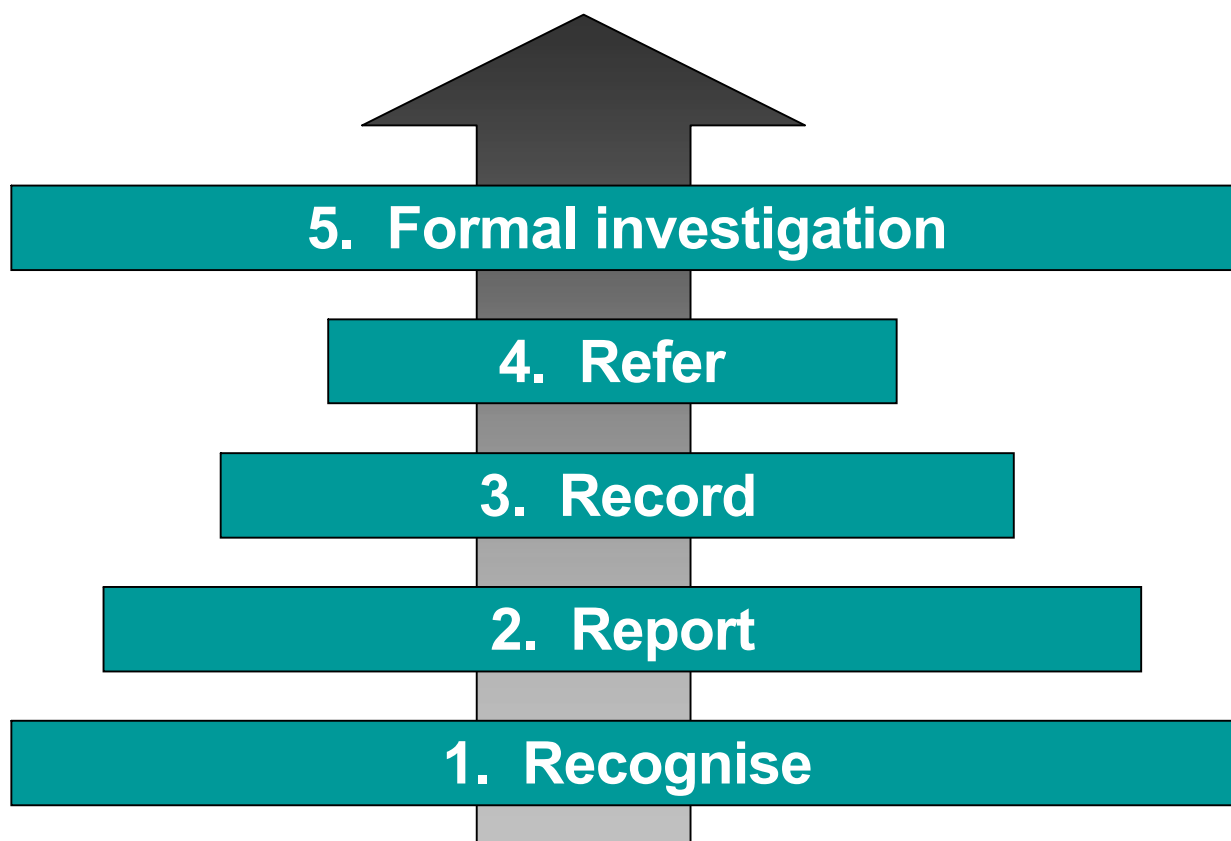 5. Formal investigation
4. Refer
3. Record
2. Report
1. Recognise